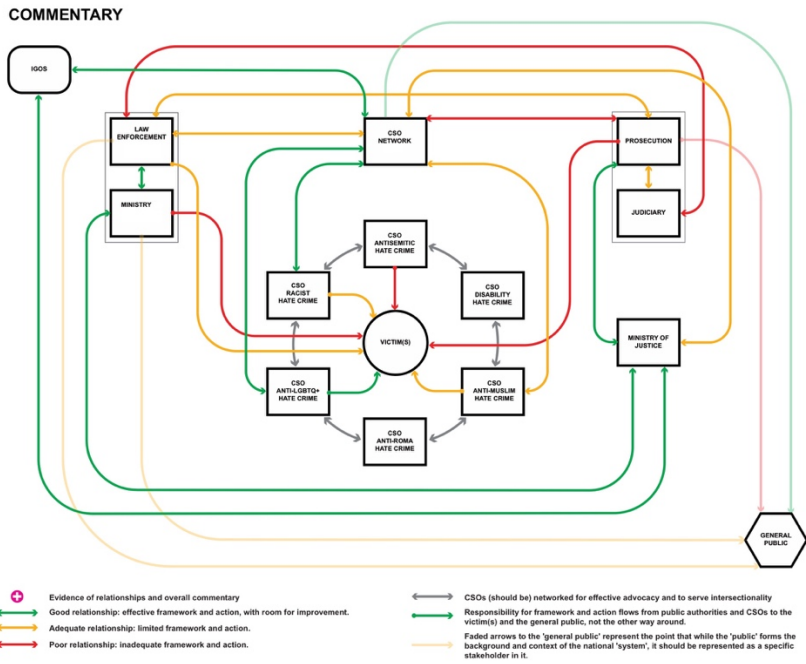 COMMENTARY
IGOS
LAW
ENFORCEMENT
CSO
NETWORK
PROSECUTION
MINISTRY
JUDICIARY
CSO
ANTISEMITIC
HATE CRIME
CSO
RACIST
HATE CRIME
CSO
DISABILITY
HATE CRIME
VICTIM(S)
MINISTRY OF
JUSTICE
CSO
ANTI-LGBTQ+
HATE CRIME
CSO
ANTI-MUSLIM
HATE CRIME
CSO
ANTI-ROMA
HATE CRIME
GENERAL
PUBLIC
Evidence of relationships and overall commentary
Good relationship: effective framework and action, with room for improvement.
Adequate relationship: limited framework and action.
Poor relationship: inadequate framework and action.
CSOs (should be) networked for effective advocacy and to serve intersectionality
Responsibility for framework and action flows from public authorities and CSOs to the
victim(s) and the general public, not the other way around.
Faded arrows to the 'general public' represent the point that while the 'public' forms the
background and context of the national 'system', it should be represented as a specific
stakeholder in it.